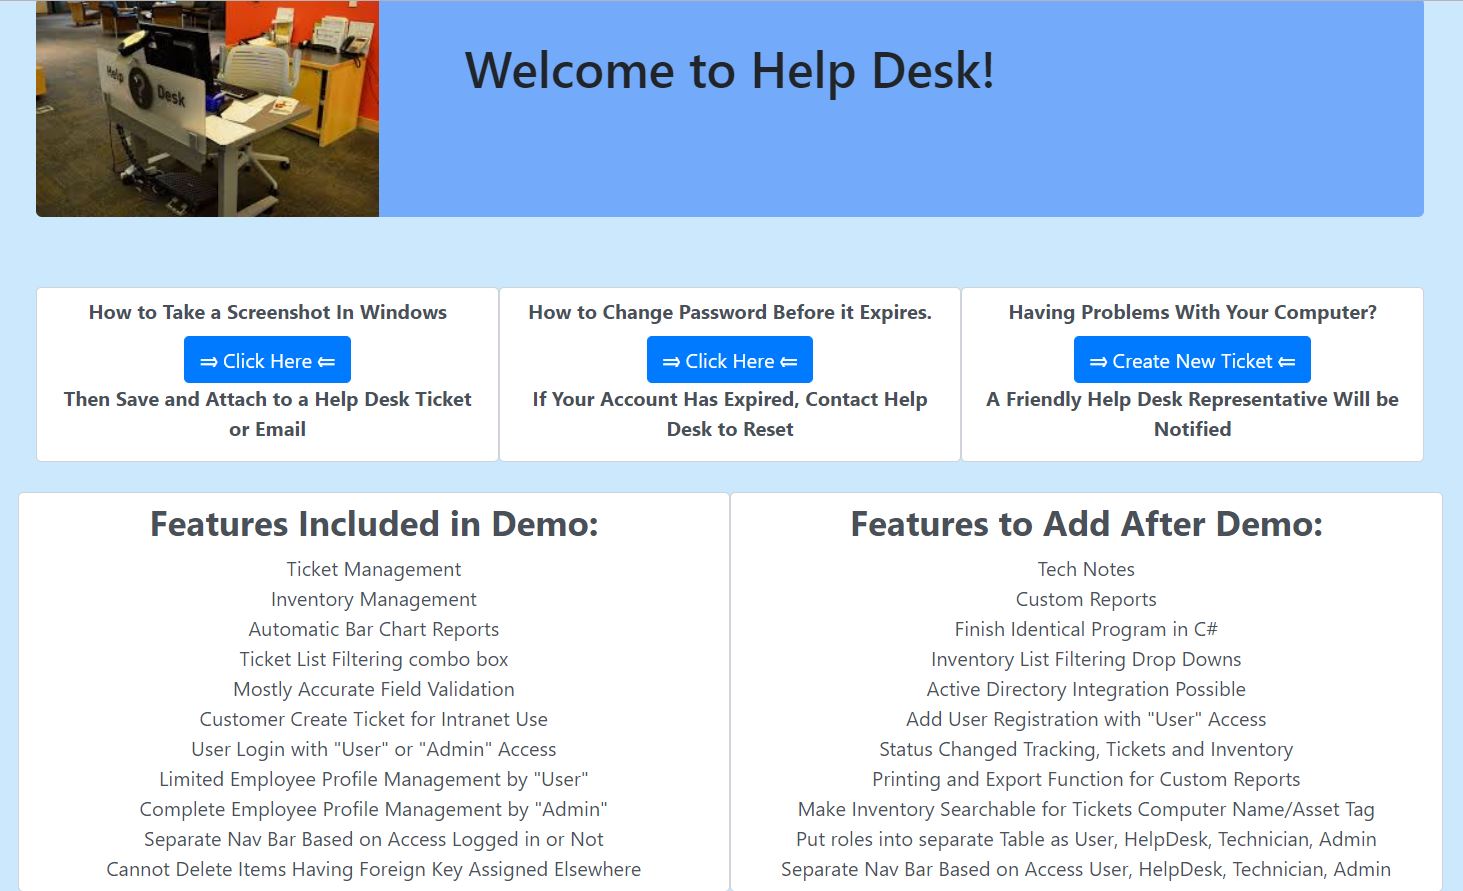 Help ? Desk
Welcome to Help Desk!
How to Take a Screenshot In Windows
⇒ Click Here ⇐
Then Save and Attach to a Help Desk Ticket
or Email
How to Change Password Before it Expires.
⇒ Click Here ⇐
If Your Account Has Expired, Contact Help
Desk to Reset
Having Problems With Your Computer?
⇒ Create New Ticket ⇐
A Friendly Help Desk Representative Will be
Notified
Features Included in Demo:
Ticket Management
Inventory Management
Automatic Bar Chart Reports
Ticket List Filtering combo box
Mostly Accurate Field Validation
Customer Create Ticket for Intranet Use
User Login with "User" or "Admin" Access
Limited Employee Profile Management by "User"
Complete Employee Profile Management by "Admin"
Separate Nav Bar Based on Access Logged in or Not
Cannot Delete Items Having Foreign Key Assigned Elsewhere
Features to Add After Demo:
Tech Notes
Custom Reports
Finish Identical Program in C#
Inventory List Filtering Drop Downs
Active Directory Integration Possible
Add User Registration with "User" Access
Status Changed Tracking, Tickets and Inventory
Printing and Export Function for Custom Reports
Make Inventory Searchable for Tickets Computer Name/Asset Tag
Put roles into separate Table as User, HelpDesk, Technician, Admin
Separate Nav Bar Based on Access User, HelpDesk, Technician, Admin